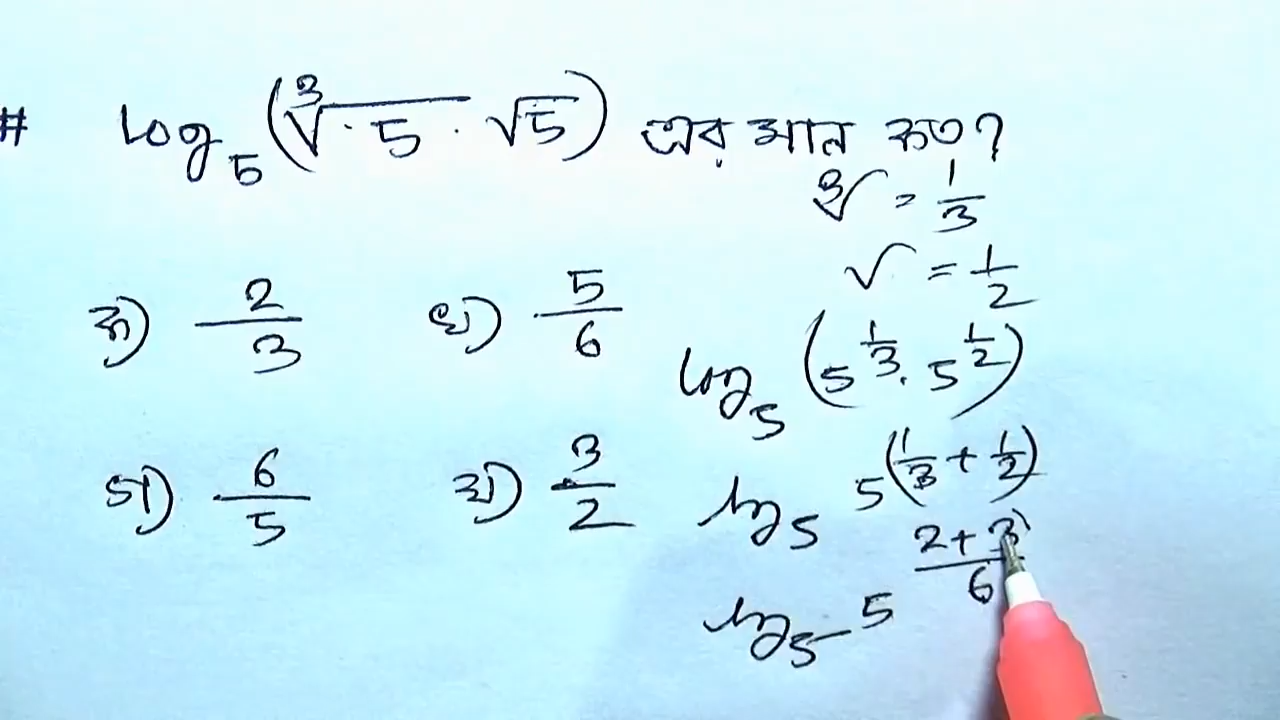 # log₅(∛5 · √5) এর মান কত?
∛ = 1/3
√ = 1/2
ক) 2/3 খ) 5/6
log₅ (5^(1/3) · 5^(1/2))
গ) 6/5 ঘ) 3/2
log₅ 5^(1/3 + 1/2)
log₅ 5^((2+3)/6)